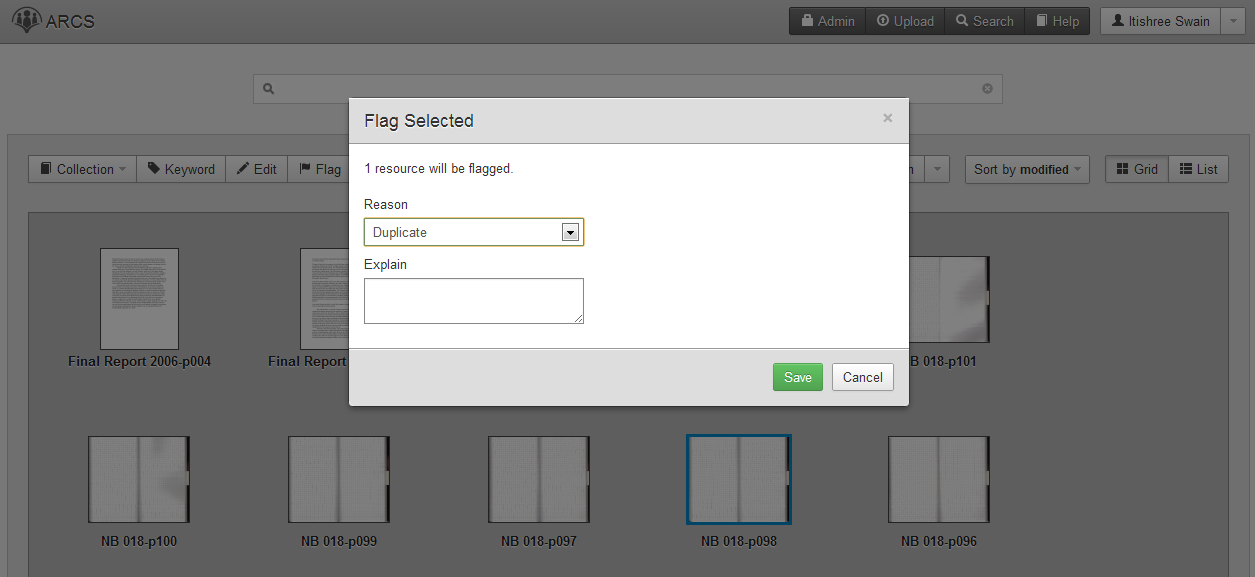 ARCS
Admin
Upload
Search
Help
Itishree Swain
Flag Selected
×
1 resource will be flagged.
Reason
Duplicate
Explain
Save
Cancel
Collection
Keyword
Edit
Flag
Sort by modified
Grid
List
Final Report 2006-p004
Final Report
NB 018-p101
NB 018-p100
NB 018-p099
NB 018-p097
NB 018-p098
NB 018-p096